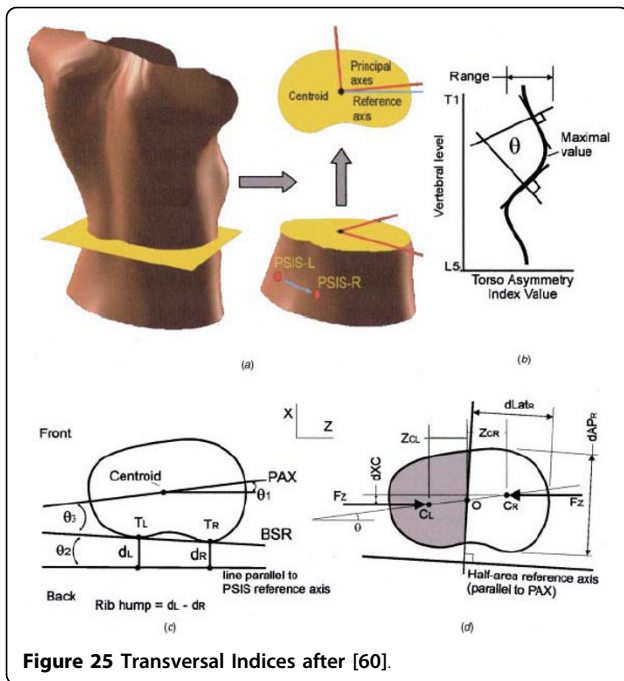 Principal axes
Centroid
Reference axis
PSIS-L
PSIS-R
(a)
Range
T1
θ
Maximal value
Vertebral level
L5
Torso Asymmetry Index Value
(b)
Front
X
Z
Centroid
PAX
θ1
θ3
TL
TR
BSR
θ2
dL
dR
line parallel to PSIS reference axis
Back
Rib hump = dL - dR
(c)
dLatR
ZCL
ZCR
dAPR
dXC
Fz
CL
O
CR
Fz
θ
Half-area reference axis (parallel to PAX)
(d)
Figure 25 Transversal Indices after [60].